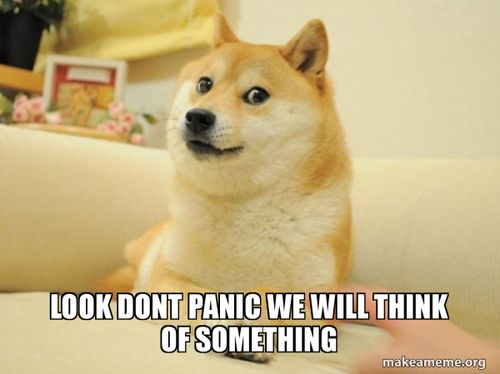 LOOK DONT PANIC WE WILL THINK
OF SOMETHING
makeameme.org